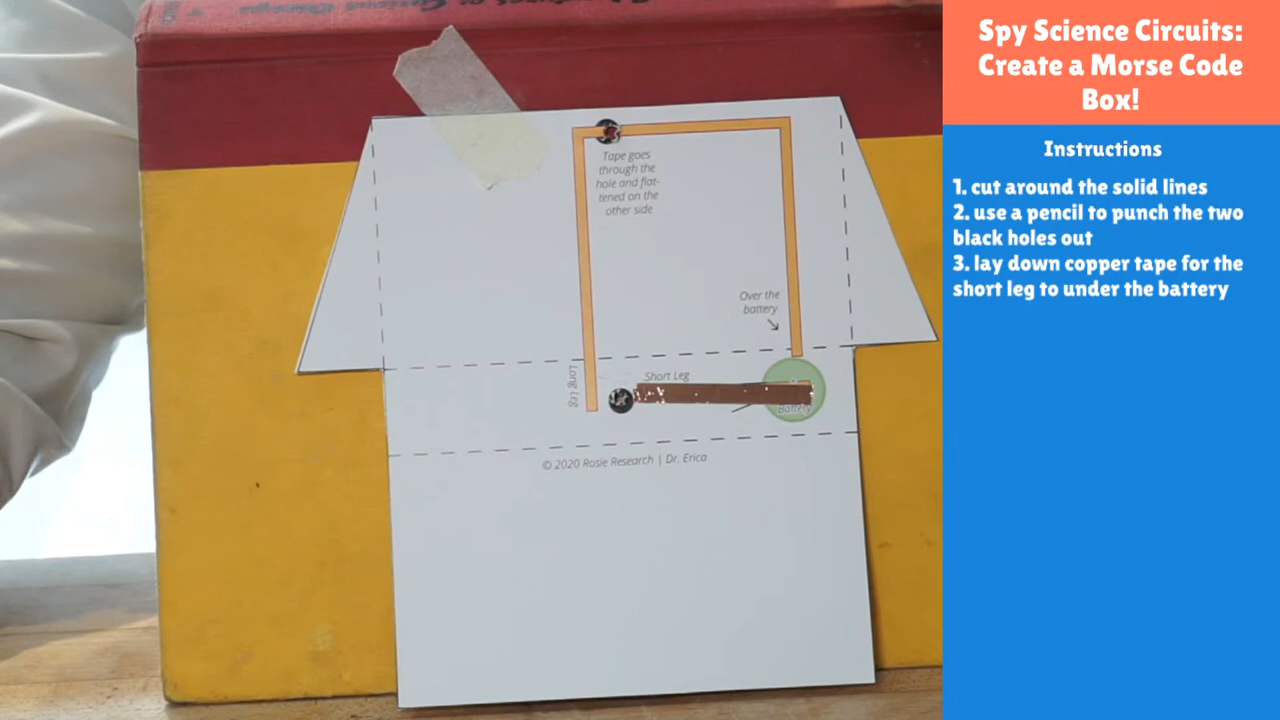 Spy Science Circuits:
Create a Morse Code
Box!
Instructions
1. cut around the solid lines
2. use a pencil to punch the two
black holes out
3. lay down copper tape for the
short leg to under the battery
Tape goes
through the
hole and flat-
tened on the
other side
Over the
battery
Long Leg
Short Leg
Battery
© 2020 Rosie Research | Dr. Erica